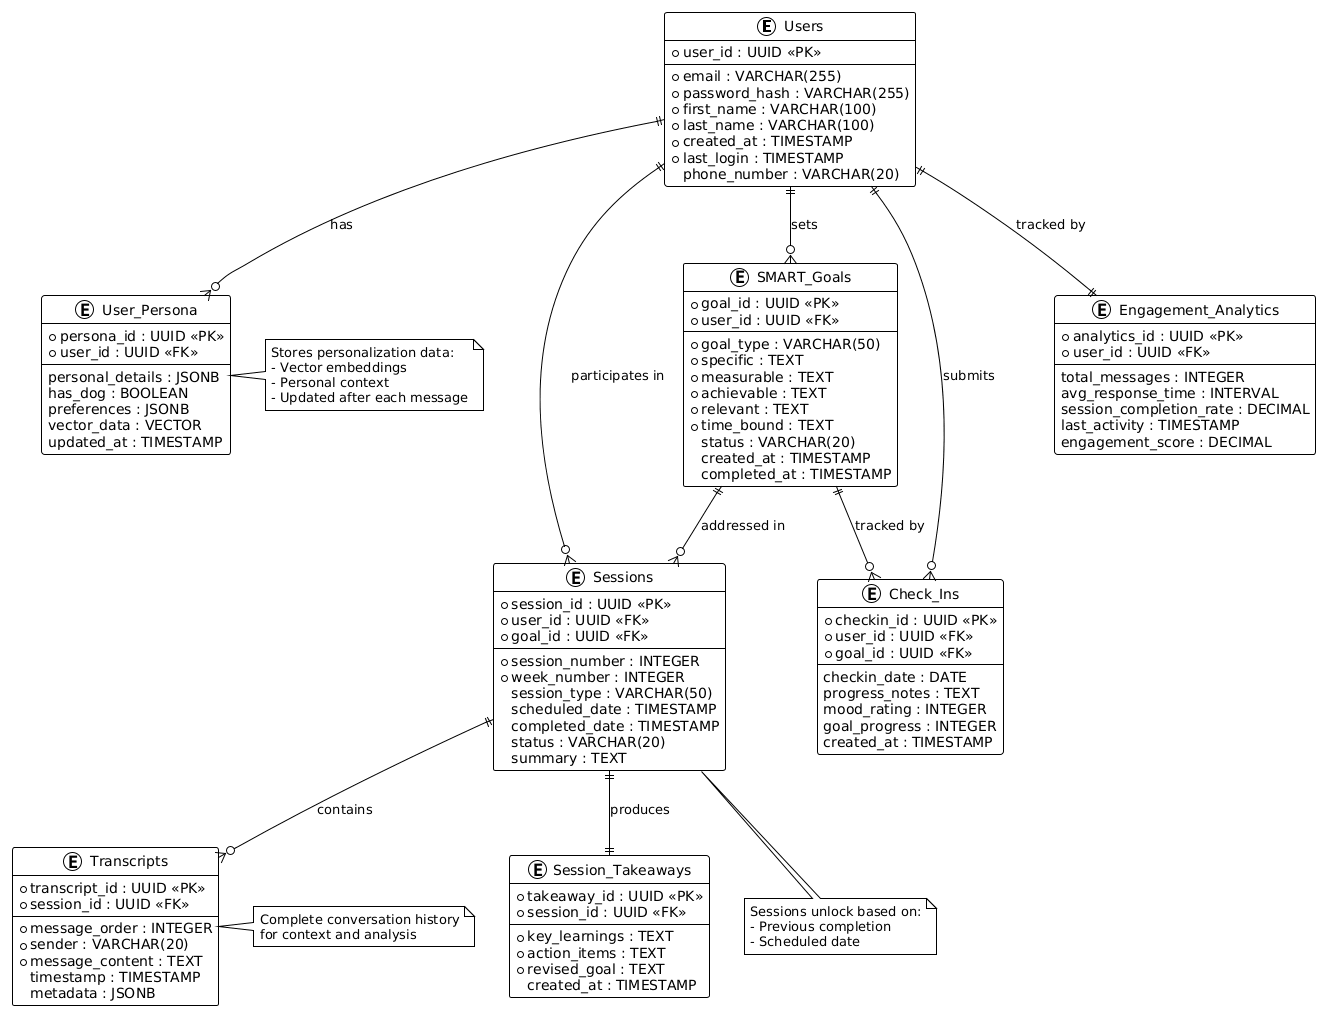 E Users
user_id : UUID «PK»
email : VARCHAR(255)
password_hash : VARCHAR(255)
first_name : VARCHAR(100)
last_name : VARCHAR(100)
created_at : TIMESTAMP
last_login : TIMESTAMP
phone_number : VARCHAR(20)
has
sets
tracked by
E User_Persona
persona_id : UUID «PK»
user_id : UUID «FK»
personal_details : JSONB
has_dog : BOOLEAN
preferences : JSONB
vector_data : VECTOR
updated_at : TIMESTAMP
Stores personalization data:
- Vector embeddings
- Personal context
- Updated after each message
participates in
E SMART_Goals
goal_id : UUID «PK»
user_id : UUID «FK»
goal_type : VARCHAR(50)
specific : TEXT
measurable : TEXT
achievable : TEXT
relevant : TEXT
time_bound : TEXT
status : VARCHAR(20)
created_at : TIMESTAMP
completed_at : TIMESTAMP
submits
E Engagement_Analytics
analytics_id : UUID «PK»
user_id : UUID «FK»
total_messages : INTEGER
avg_response_time : INTERVAL
session_completion_rate : DECIMAL
last_activity : TIMESTAMP
engagement_score : DECIMAL
addressed in
tracked by
E Sessions
session_id : UUID «PK»
user_id : UUID «FK»
goal_id : UUID «FK»
session_number : INTEGER
week_number : INTEGER
session_type : VARCHAR(50)
scheduled_date : TIMESTAMP
completed_date : TIMESTAMP
status : VARCHAR(20)
summary : TEXT
E Check_Ins
checkin_id : UUID «PK»
user_id : UUID «FK»
goal_id : UUID «FK»
checkin_date : DATE
progress_notes : TEXT
mood_rating : INTEGER
goal_progress : INTEGER
created_at : TIMESTAMP
contains
produces
E Transcripts
transcript_id : UUID «PK»
session_id : UUID «FK»
message_order : INTEGER
sender : VARCHAR(20)
message_content : TEXT
timestamp : TIMESTAMP
metadata : JSONB
Complete conversation history
for context and analysis
E Session_Takeaways
takeaway_id : UUID «PK»
session_id : UUID «FK»
key_learnings : TEXT
action_items : TEXT
revised_goal : TEXT
created_at : TIMESTAMP
Sessions unlock based on:
- Previous completion
- Scheduled date